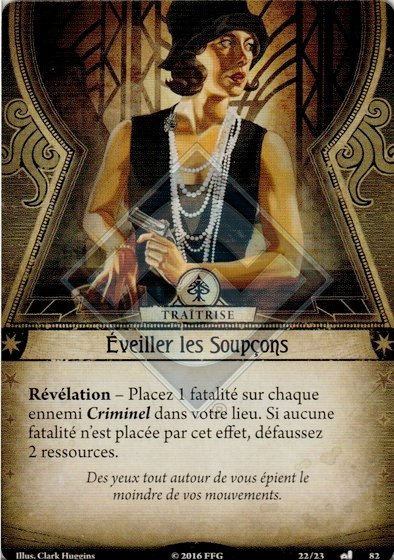 TRAÎTRISE
Éveiller les Soupçons
Révélation – Placez 1 fatalité sur chaque
ennemi Criminel dans votre lieu. Si aucune
fatalité n'est placée par cet effet, défaussez
2 ressources.
Des yeux tout autour de vous épient le
moindre de vos mouvements.
Illus. Clark Huggins © 2016 FFG 22/23 82